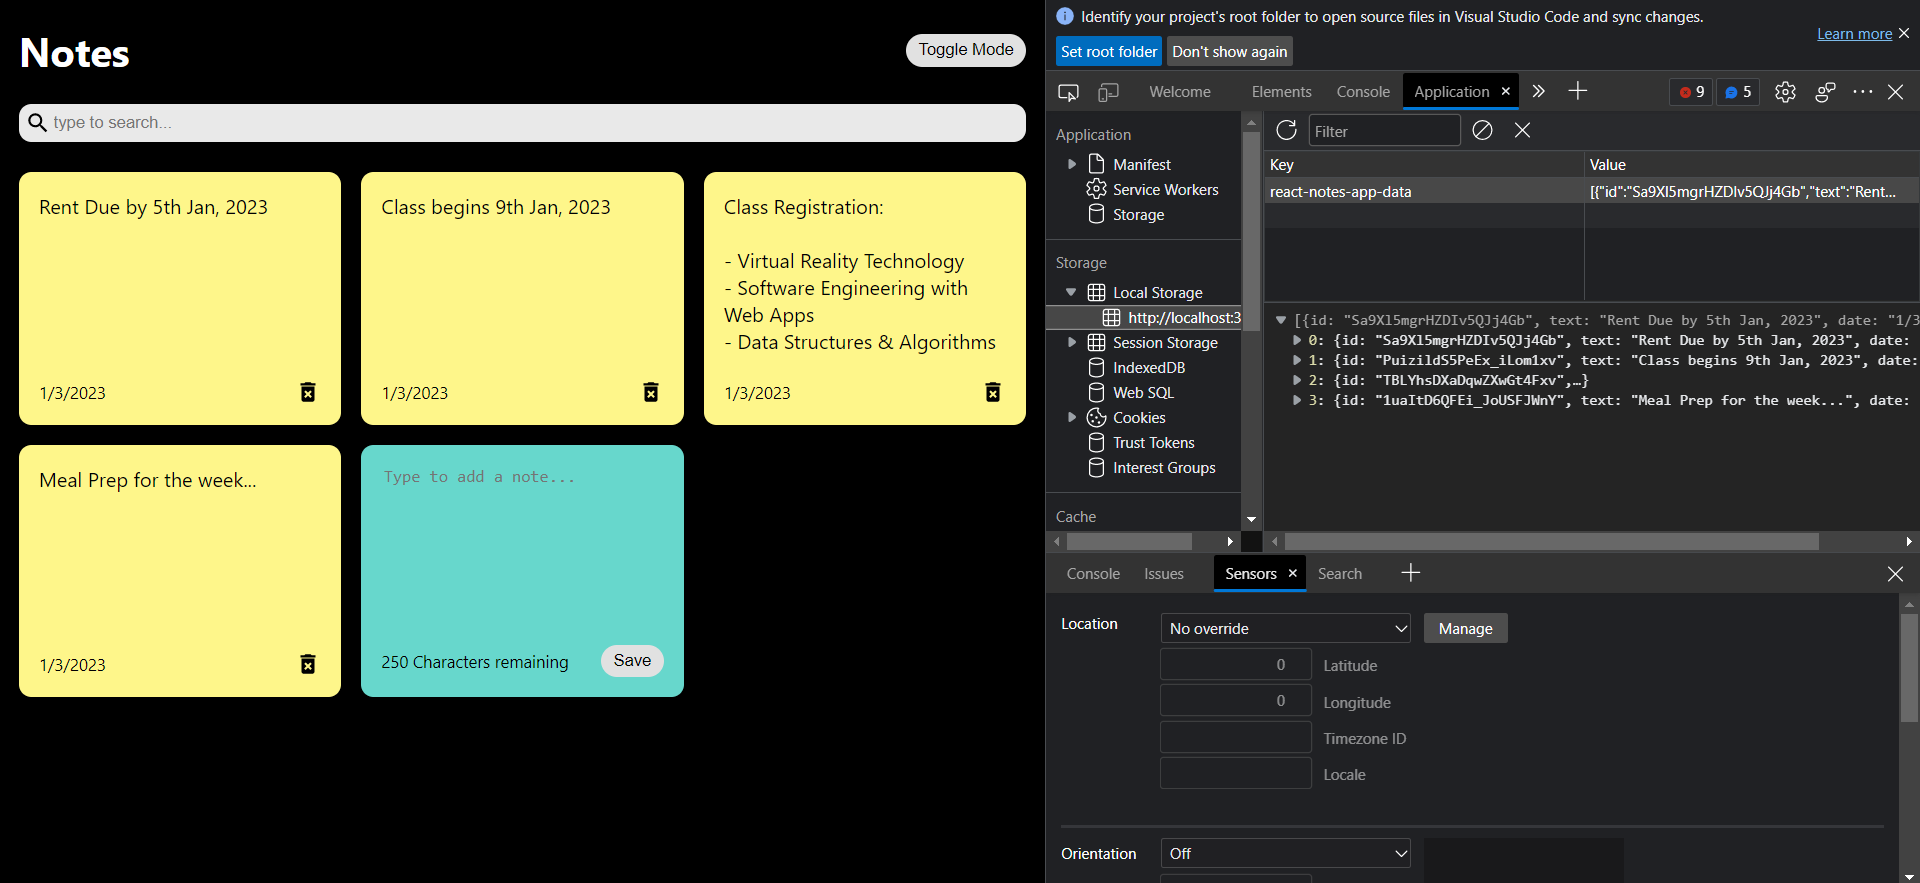 Notes
Toggle Mode
type to search...
Rent Due by 5th Jan, 2023
1/3/2023
Class begins 9th Jan, 2023
1/3/2023
Class Registration:
- Virtual Reality Technology
- Software Engineering with
Web Apps
- Data Structures & Algorithms
1/3/2023
Meal Prep for the week...
1/3/2023
Type to add a note...
250 Characters remaining
Save
Identify your project's root folder to open source files in Visual Studio Code and sync changes.
Set root folder
Don't show again
Learn more
Welcome
Elements
Console
Application
9
5
Application
Manifest
Service Workers
Storage
Storage
Local Storage
http://localhost:3
Session Storage
IndexedDB
Web SQL
Cookies
Trust Tokens
Interest Groups
Cache
Filter
Key
Value
react-notes-app-data
[{"id":"Sa9Xl5mgrHZDIv5QJj4Gb","text":"Rent...
[{id: "Sa9Xl5mgrHZDIv5QJj4Gb", text: "Rent Due by 5th Jan, 2023", date: "1/3
0: {id: "Sa9Xl5mgrHZDIv5QJj4Gb", text: "Rent Due by 5th Jan, 2023", date:
1: {id: "PuizildS5PeEx_iLom1xv", text: "Class begins 9th Jan, 2023", date:
2: {id: "TBLYhsDXaDqwZXwGt4Fxv",…}
3: {id: "1uaItD6QFEi_JoUSFJWnY", text: "Meal Prep for the week...", date:
Console
Issues
Sensors
Search
Location
No override
Manage
0
Latitude
0
Longitude
Timezone ID
Locale
Orientation
Off